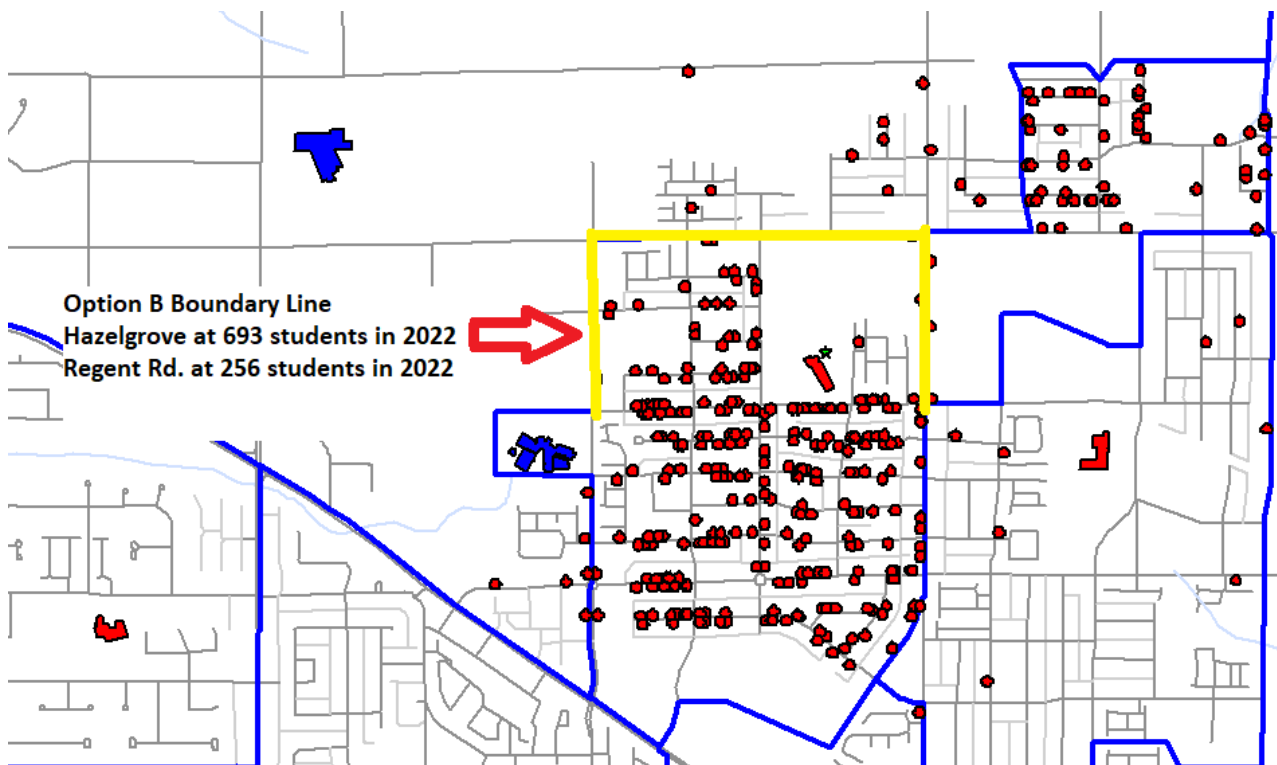 Option B Boundary Line
Hazelgrove at 693 students in 2022
Regent Rd. at 256 students in 2022